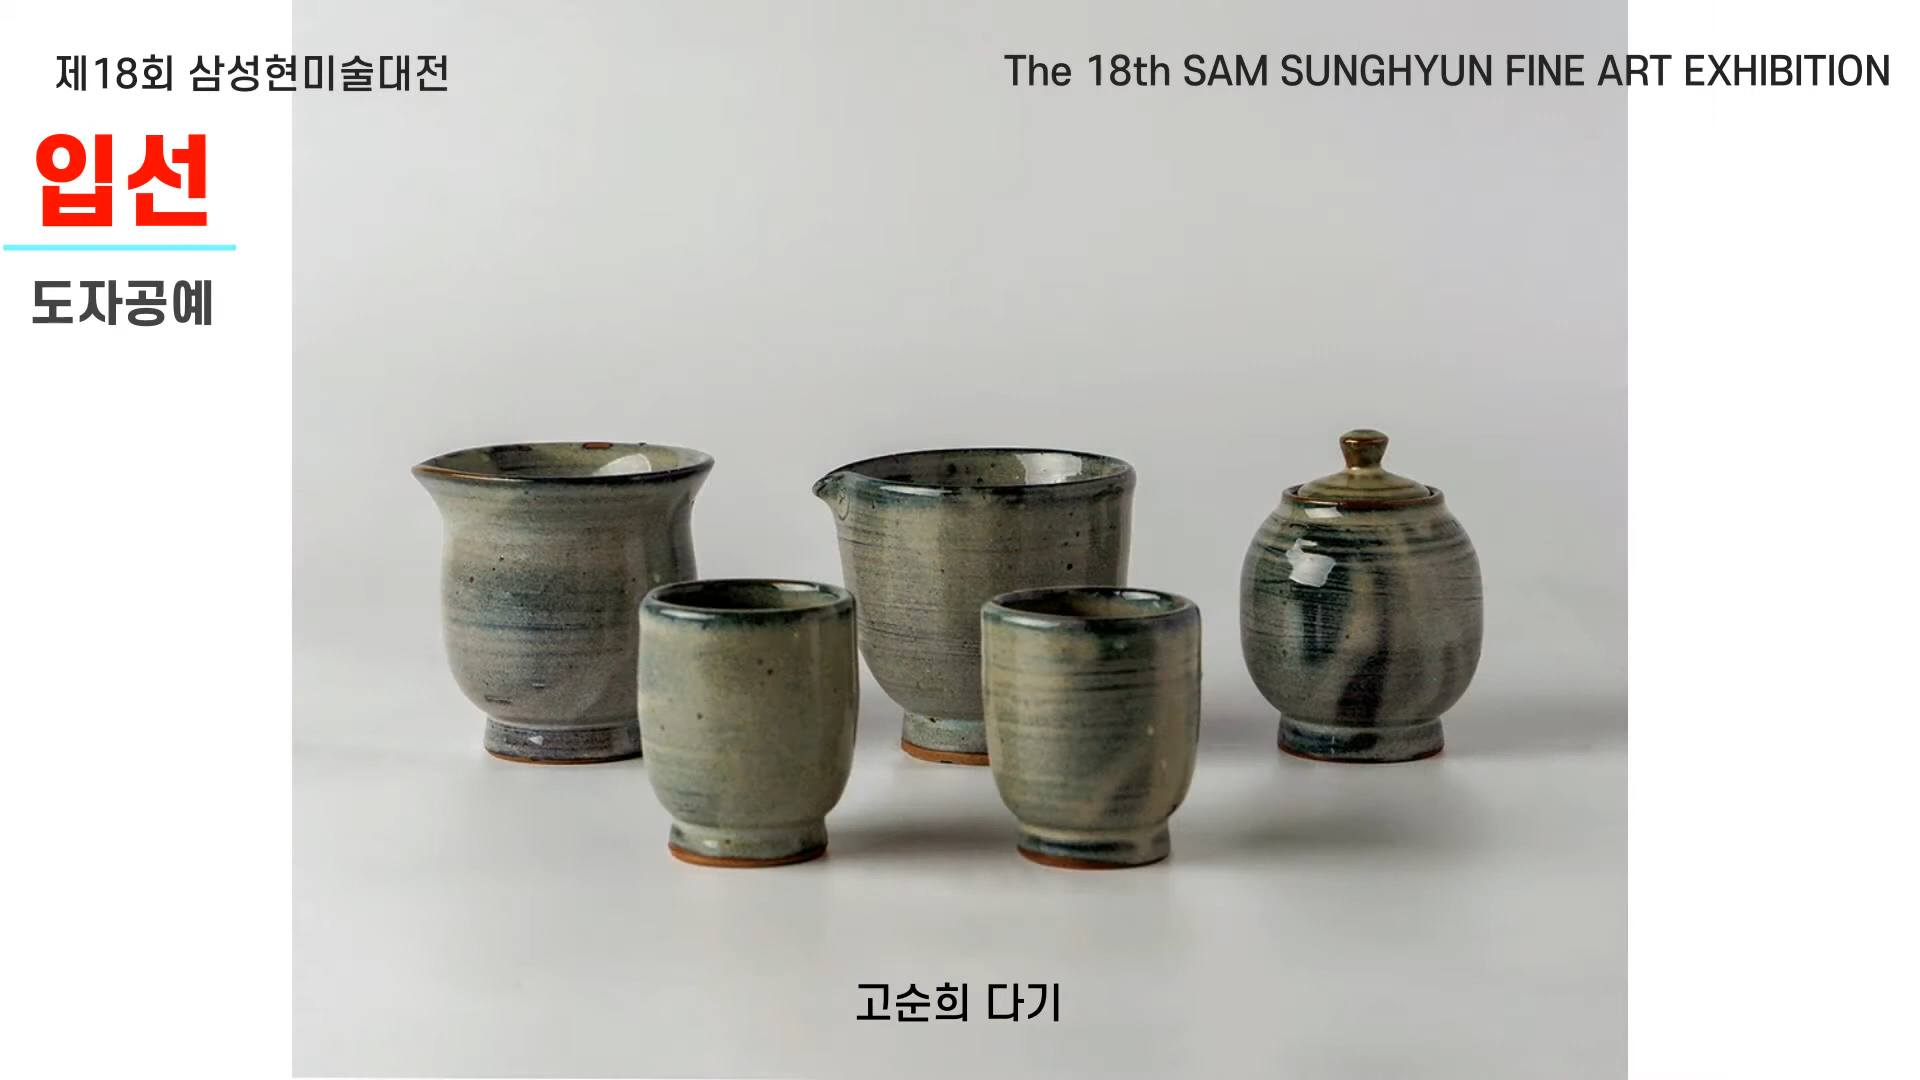 제18회 삼성현미술대전
The 18th SAM SUNGHYUN FINE ART EXHIBITION
입선
도자공예
고순희 다기